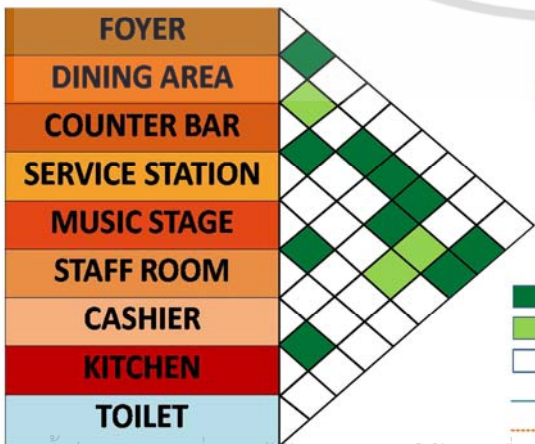 FOYER
DINING AREA
COUNTER BAR
SERVICE STATION
MUSIC STAGE
STAFF ROOM
CASHIER
KITCHEN
TOILET